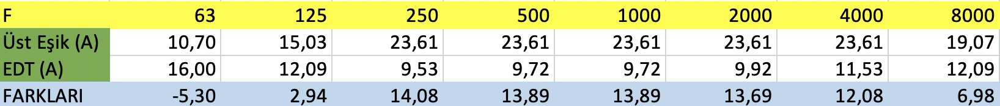 F 63 125 250 500 1000 2000 4000 8000
Üst Eşik (A) 10,70 15,03 23,61 23,61 23,61 23,61 23,61 19,07
EDT (A) 16,00 12,09 9,53 9,72 9,72 9,92 11,53 12,09
FARKLARI -5,30 2,94 14,08 13,89 13,89 13,69 12,08 6,98